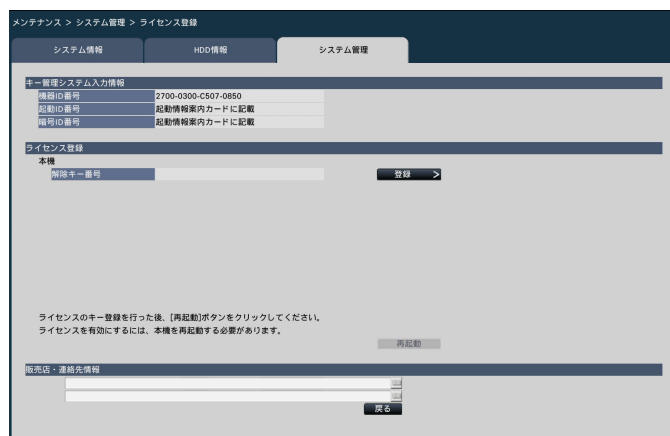 メンテナンス > システム管理 > ライセンス登録
システム情報 HDD情報 システム管理
キー管理システム入力情報
機器ID番号 2700-0300-C507-0850
起動ID番号 起動情報案内カードに記載
暗号ID番号 起動情報案内カードに記載
ライセンス登録
本機
解除キー番号 登録 >
ライセンスのキー登録を行った後、[再起動]ボタンをクリックしてください。
ライセンスを有効にするには、本機を再起動する必要があります。
再起動
販売店・連絡先情報
戻る